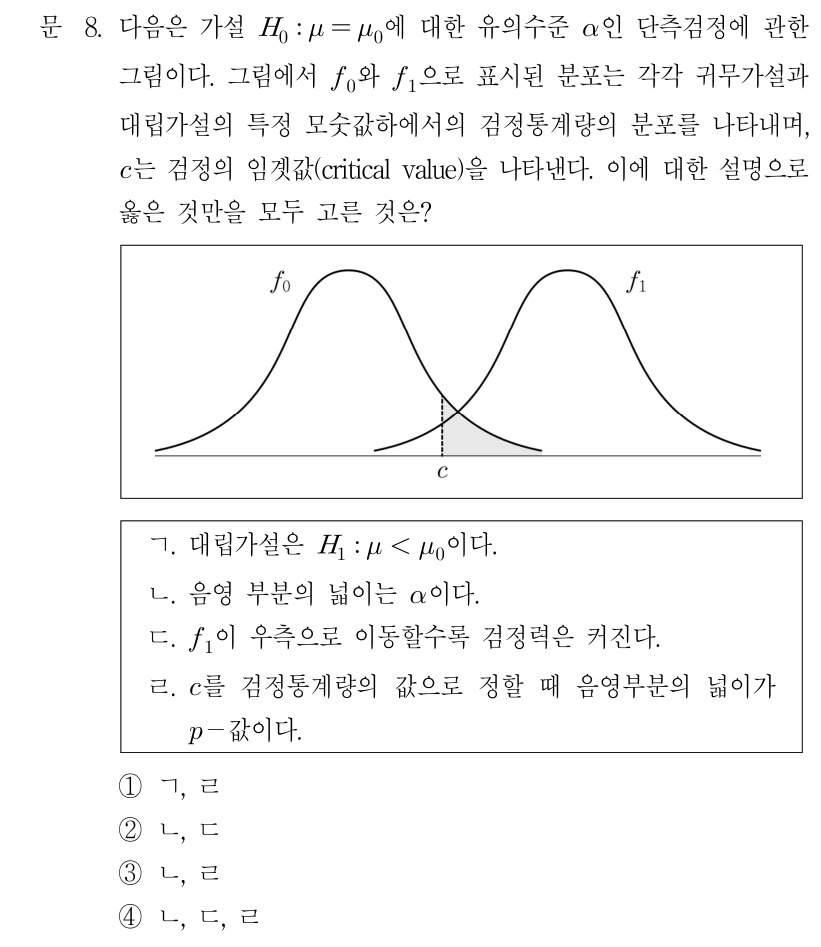 문 8. 다음은 가설 H₀ : μ = μ₀에 대한 유의수준 α인 단측검정에 관한
그림이다. 그림에서 f₀와 f₁으로 표시된 분포는 각각 귀무가설과
대립가설의 특정 모숫값하에서의 검정통계량의 분포를 나타내며,
c는 검정의 임곗값(critical value)을 나타낸다. 이에 대한 설명으로
옳은 것만을 모두 고른 것은?
f₀ f₁
c
ㄱ. 대립가설은 H₁ : μ < μ₀이다.
ㄴ. 음영 부분의 넓이는 α이다.
ㄷ. f₁이 우측으로 이동할수록 검정력은 커진다.
ㄹ. c를 검정통계량의 값으로 정할 때 음영부분의 넓이가
p－값이다.
① ㄱ, ㄹ
② ㄴ, ㄷ
③ ㄴ, ㄹ
④ ㄴ, ㄷ, ㄹ